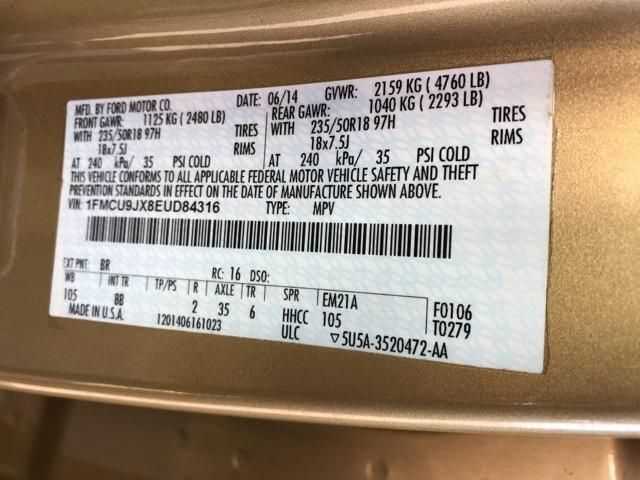 MFD. BY FORD MOTOR CO. DATE: 06/14 GVWR: 2159 KG ( 4760 LB)
FRONT GAWR: 1125 KG ( 2480 LB) REAR GAWR: 1040 KG ( 2293 LB)
WITH 235/50R18 97H TIRES WITH 235/50R18 97H TIRES
18x7.5J RIMS 18x7.5J RIMS
AT 240 kPa/ 35 PSI COLD AT 240 kPa/ 35 PSI COLD
THIS VEHICLE CONFORMS TO ALL APPLICABLE FEDERAL MOTOR VEHICLE SAFETY AND THEFT
PREVENTION STANDARDS IN EFFECT ON THE DATE OF MANUFACTURE SHOWN ABOVE.
VIN: 1FMCU9JX8EUD84316 TYPE: MPV
EXT PNT: BR RC: 16 DSO:
WB INT TR TP/PS R AXLE TR SPR EM21A F0106
105 BB 2 35 6 HHCC 105 T0279
MADE IN U.S.A. 1201406161023 ULC ▽5U5A-3520472-AA